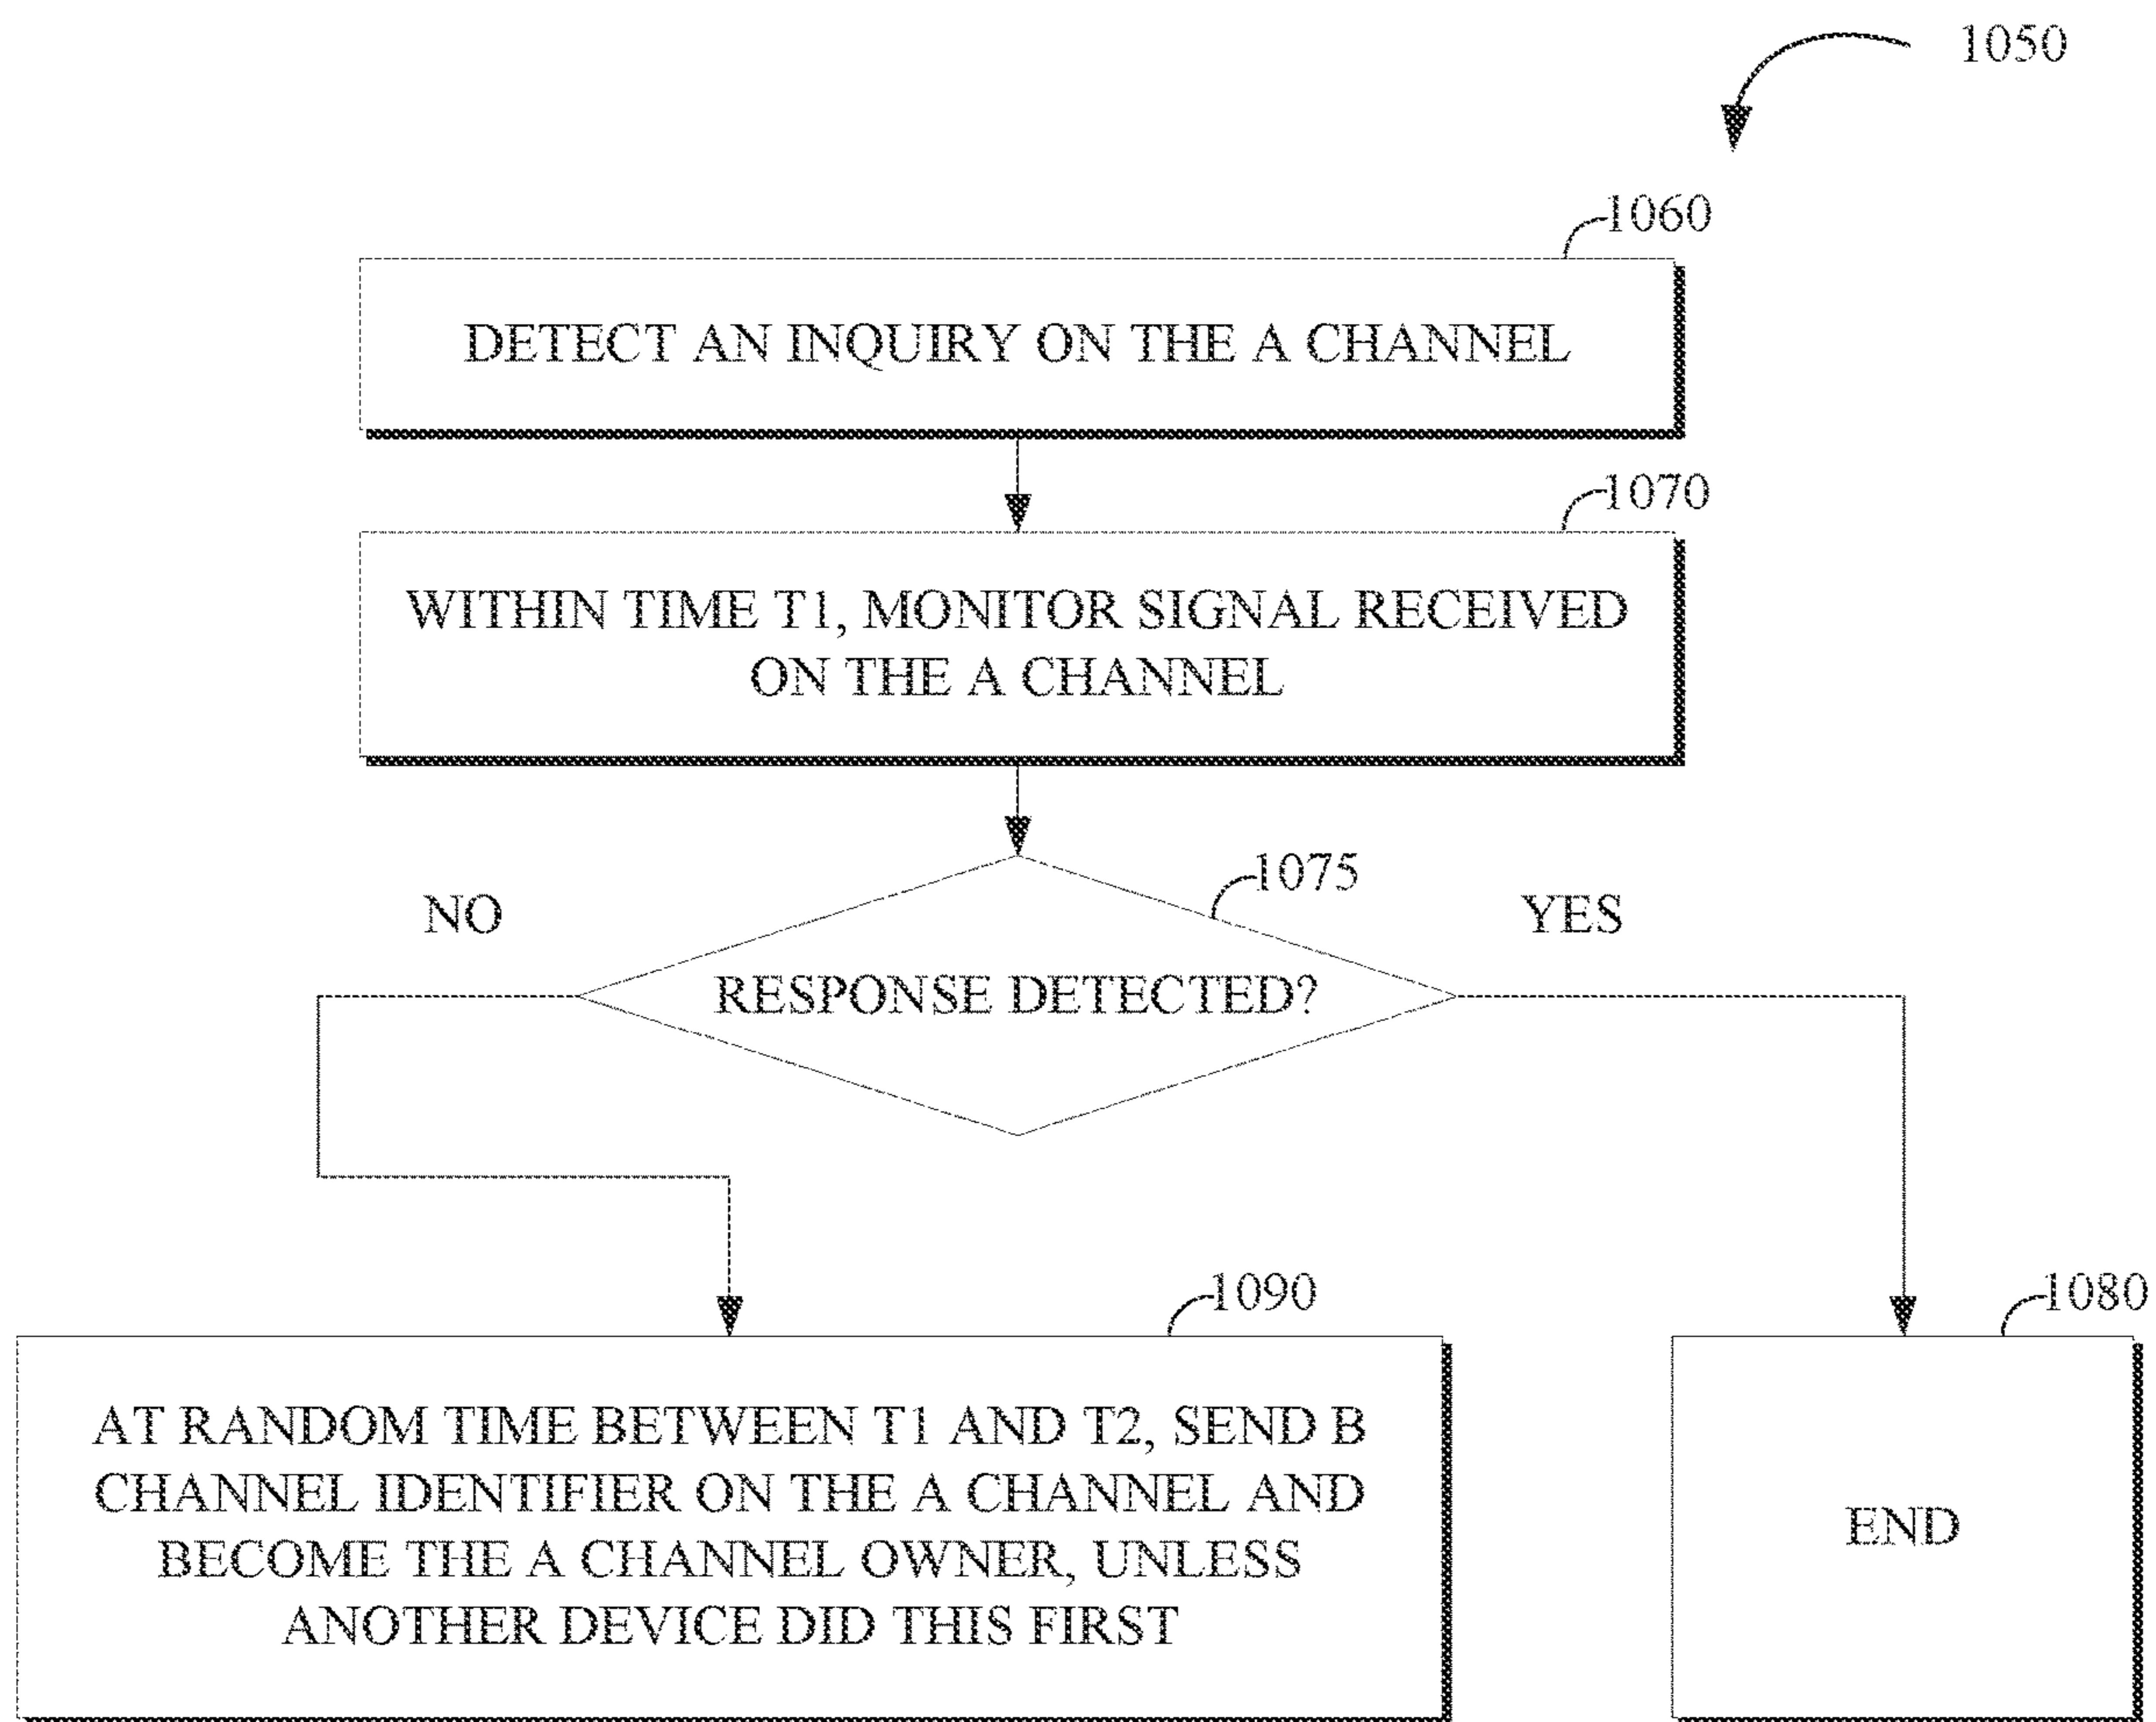 1050
1060
DETECT AN INQUIRY ON THE A CHANNEL
1070
WITHIN TIME T1, MONITOR SIGNAL RECEIVED
ON THE A CHANNEL
1075
NO
YES
RESPONSE DETECTED?
1090
1080
AT RANDOM TIME BETWEEN T1 AND T2, SEND B
CHANNEL IDENTIFIER ON THE A CHANNEL AND
BECOME THE A CHANNEL OWNER, UNLESS
ANOTHER DEVICE DID THIS FIRST
END